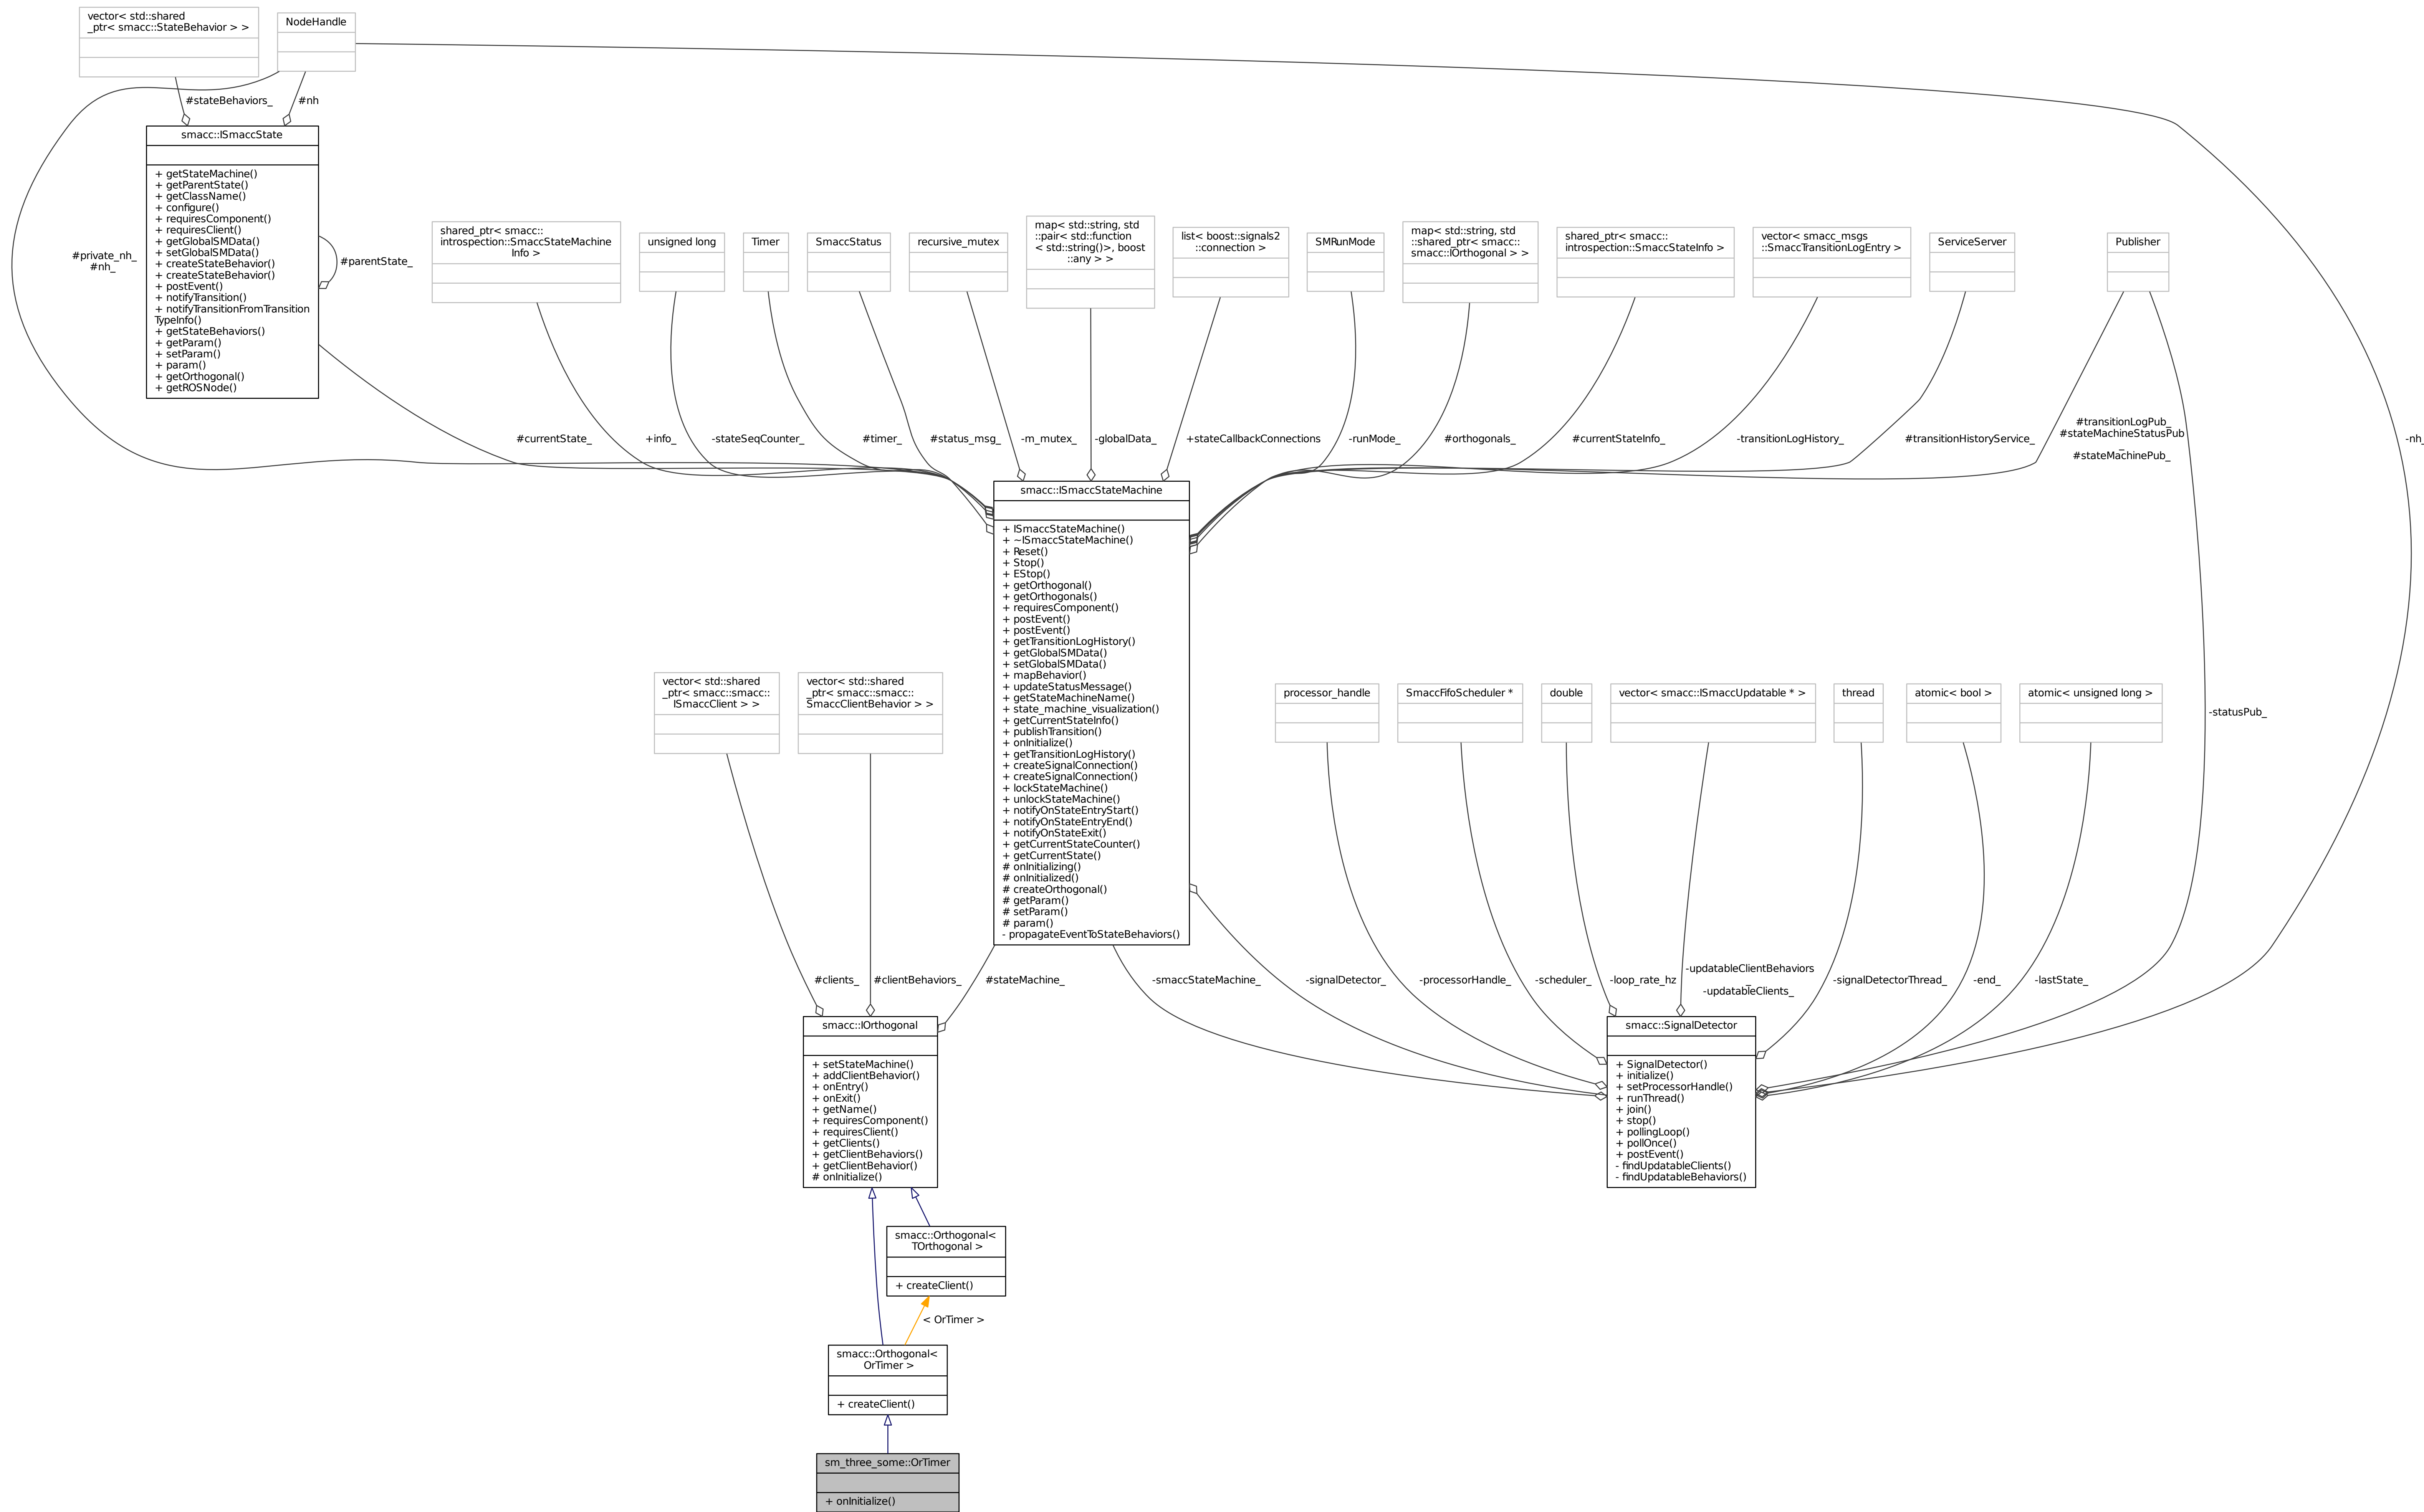 vector< std::shared
_ptr< smacc::StateBehavior > >
NodeHandle
#stateBehaviors_
#nh
smacc::ISmaccState
+ getStateMachine()
+ getParentState()
+ getClassName()
+ configure()
+ requiresComponent()
+ requiresClient()
+ getGlobalSMData()
+ setGlobalSMData()
+ createStateBehavior()
+ createStateBehavior()
+ postEvent()
+ notifyTransition()
+ notifyTransitionFromTransition
TypeInfo()
+ getStateBehaviors()
+ getParam()
+ setParam()
+ param()
+ getOrthogonal()
+ getROSNode()
#private_nh_
#nh_
#parentState_
shared_ptr< smacc::
introspection::SmaccStateMachine
Info >
unsigned long
Timer
SmaccStatus
recursive_mutex
map< std::string, std
::pair< std::function
< std::string()>, boost
::any > >
list< boost::signals2
::connection >
SMRunMode
map< std::string, std
::shared_ptr< smacc::
smacc::IOrthogonal > >
shared_ptr< smacc::
introspection::SmaccStateInfo >
vector< smacc_msgs
::SmaccTransitionLogEntry >
ServiceServer
Publisher
#currentState_
+info_
-stateSeqCounter_
#timer_
#status_msg_
-m_mutex_
-globalData_
+stateCallbackConnections
-runMode_
#orthogonals_
#currentStateInfo_
-transitionLogHistory_
#transitionHistoryService_
#transitionLogPub_
#stateMachineStatusPub
_
#stateMachinePub_
-nh_
smacc::ISmaccStateMachine
+ ISmaccStateMachine()
+ ~ISmaccStateMachine()
+ Reset()
+ Stop()
+ EStop()
+ getOrthogonal()
+ getOrthogonals()
+ requiresComponent()
+ postEvent()
+ postEvent()
+ getTransitionLogHistory()
+ getGlobalSMData()
+ setGlobalSMData()
+ mapBehavior()
+ updateStatusMessage()
+ getStateMachineName()
+ state_machine_visualization()
+ getCurrentStateInfo()
+ publishTransition()
+ onInitialize()
+ getTransitionLogHistory()
+ createSignalConnection()
+ createSignalConnection()
+ lockStateMachine()
+ unlockStateMachine()
+ notifyOnStateEntryStart()
+ notifyOnStateEntryEnd()
+ notifyOnStateExit()
+ getCurrentStateCounter()
+ getCurrentState()
# onInitializing()
# onInitialized()
# createOrthogonal()
# getParam()
# setParam()
# param()
- propagateEventToStateBehaviors()
vector< std::shared
_ptr< smacc::smacc::
ISmaccClient > >
vector< std::shared
_ptr< smacc::smacc::
SmaccClientBehavior > >
processor_handle
SmaccFifoScheduler *
double
vector< smacc::ISmaccUpdatable * >
thread
atomic< bool >
atomic< unsigned long >
-statusPub_
#clients_
#clientBehaviors_
#stateMachine_
-smaccStateMachine_
-signalDetector_
-processorHandle_
-scheduler_
-loop_rate_hz
-updatableClientBehaviors
_
-updatableClients_
-signalDetectorThread_
-end_
-lastState_
smacc::IOrthogonal
+ setStateMachine()
+ addClientBehavior()
+ onEntry()
+ onExit()
+ getName()
+ requiresComponent()
+ requiresClient()
+ getClients()
+ getClientBehaviors()
+ getClientBehavior()
# onInitialize()
smacc::SignalDetector
+ SignalDetector()
+ initialize()
+ setProcessorHandle()
+ runThread()
+ join()
+ stop()
+ pollingLoop()
+ pollOnce()
+ postEvent()
- findUpdatableClients()
- findUpdatableBehaviors()
smacc::Orthogonal<
TOrthogonal >
+ createClient()
< OrTimer >
smacc::Orthogonal<
OrTimer >
+ createClient()
sm_three_some::OrTimer
+ onInitialize()